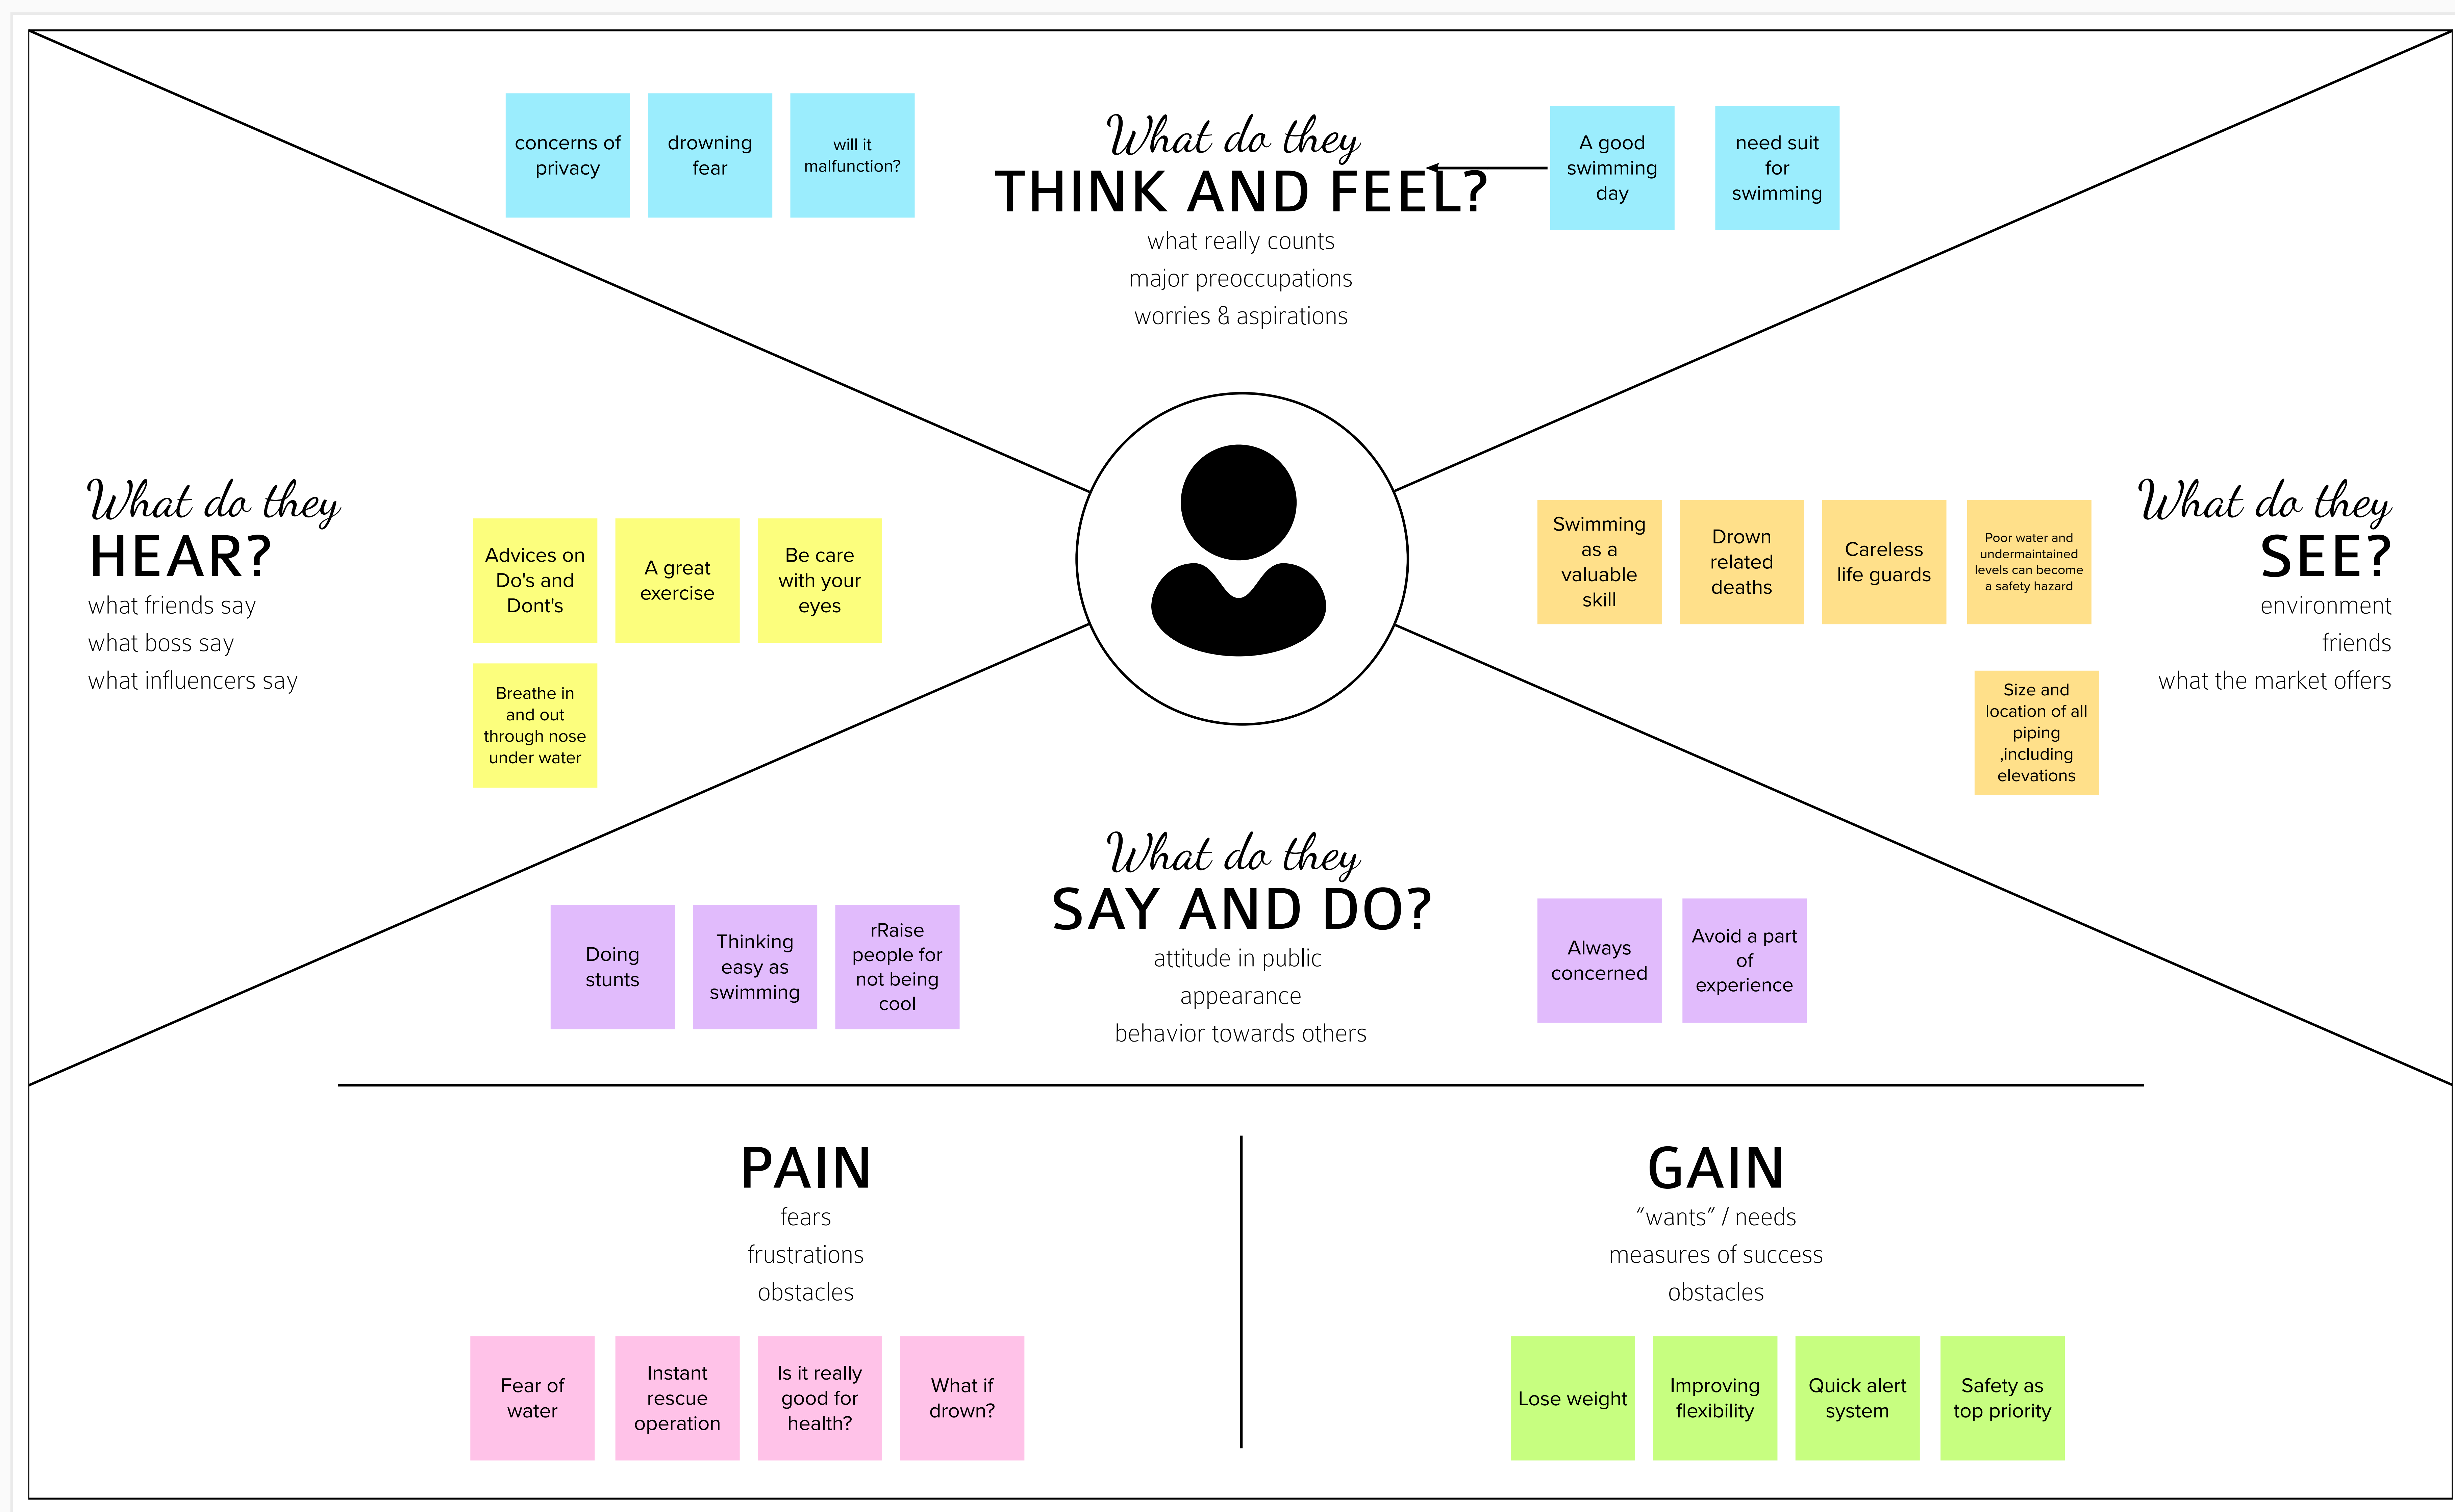 concerns of
privacy
drowning
fear
will it
malfunction?
What do they
THINK AND FEEL?
what really counts
major preoccupations
worries & aspirations
A good
swimming
day
need suit
for
swimming
What do they
HEAR?
what friends say
what boss say
what influencers say
Advices on
Do's and
Dont's
A great
exercise
Be care
with your
eyes
Breathe in
and out
through nose
under water
Swimming
as a
valuable
skill
Drown
related
deaths
Careless
life guards
Poor water and
undermaintained
levels can become
a safety hazard
Size and
location of all
piping
,including
elevations
What do they
SEE?
environment
friends
what the market offers
What do they
SAY AND DO?
attitude in public
appearance
behavior towards others
Doing
stunts
Thinking
easy as
swimming
rRaise
people for
not being
cool
Always
concerned
Avoid a part
of
experience
PAIN
fears
frustrations
obstacles
Fear of
water
Instant
rescue
operation
Is it really
good for
health?
What if
drown?
GAIN
“wants” / needs
measures of success
obstacles
Lose weight
Improving
flexibility
Quick alert
system
Safety as
top priority